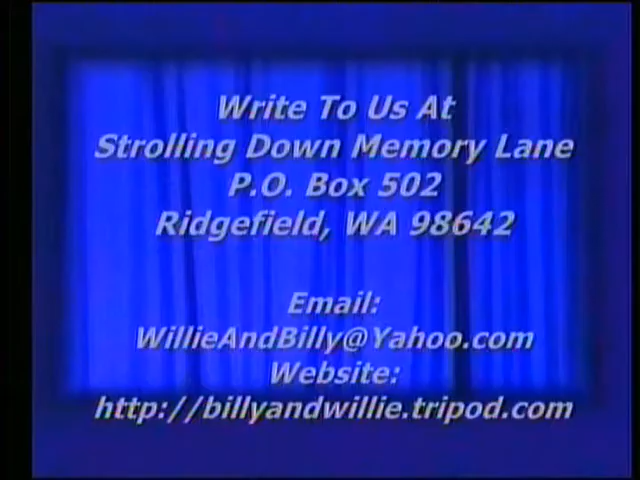 Write To Us At
Strolling Down Memory Lane
P.O. Box 502
Ridgefield, WA 98642
Email:
WillieAndBilly@Yahoo.com
Website:
http://billyandwillie.tripod.com